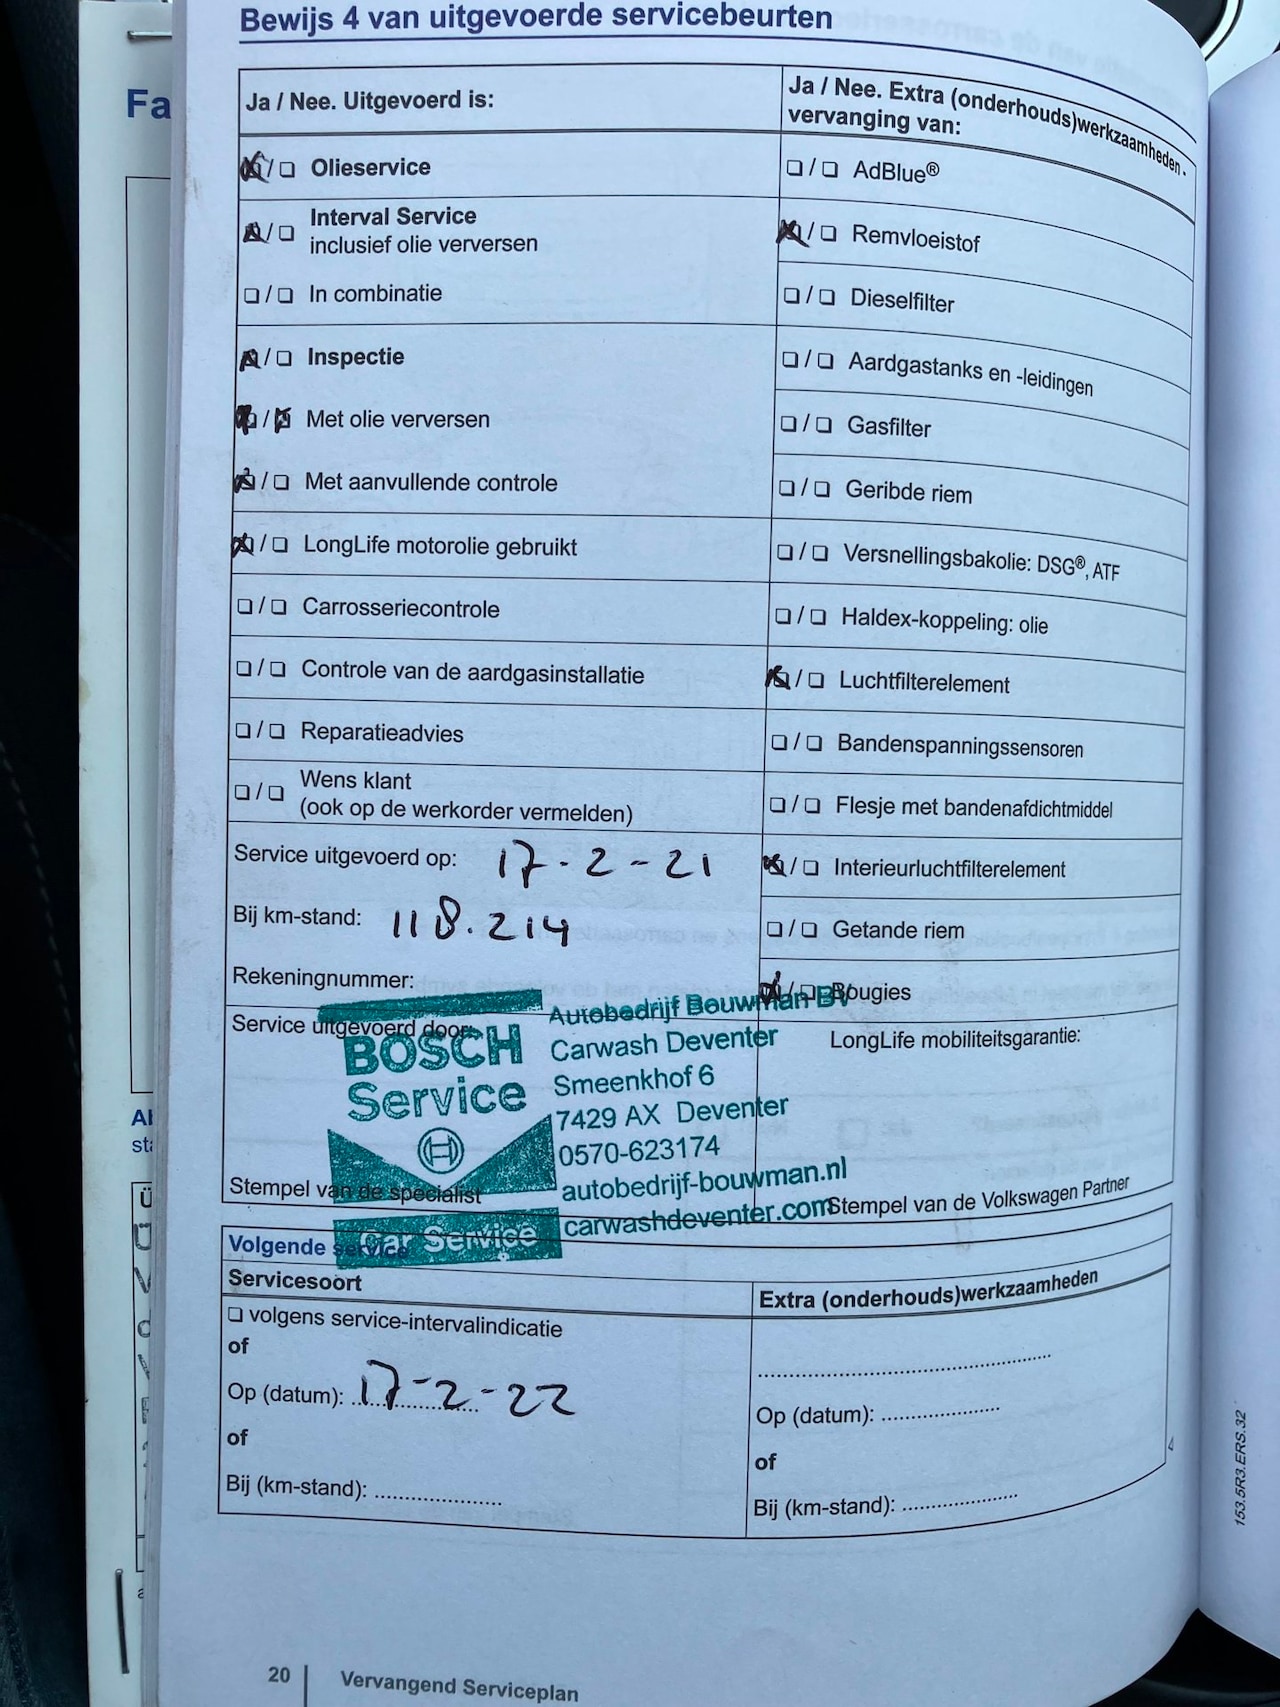 Bewijs 4 van uitgevoerde servicebeurten
Ja / Nee. Uitgevoerd is:
Olieservice
Interval Service
inclusief olie verversen
In combinatie
Inspectie
Met olie verversen
Met aanvullende controle
LongLife motorolie gebruikt
Carrosseriecontrole
Controle van de aardgasinstallatie
Reparatieadvies
Wens klant
(ook op de werkorder vermelden)
Service uitgevoerd op: 17-2-21
Bij km-stand: 118.214
Rekeningnummer:
Service uitgevoerd door:
Stempel van de specialist
Ja / Nee. Extra (onderhouds)werkzaamheden -
vervanging van:
AdBlue®
Remvloeistof
Dieselfilter
Aardgastanks en -leidingen
Gasfilter
Geribde riem
Versnellingsbakolie: DSG®, ATF
Haldex-koppeling: olie
Luchtfilterelement
Bandenspanningssensoren
Flesje met bandenafdichtmiddel
Interieurluchtfilterelement
Getande riem
Bougies
LongLife mobiliteitsgarantie:
Stempel van de Volkswagen Partner
BOSCH
Service
Car Service
Autobedrijf Bouwman BV
Carwash Deventer
Smeenkhof 6
7429 AX Deventer
0570-623174
autobedrijf-bouwman.nl
carwashdeventer.com
Volgende service
Servicesoort
volgens service-intervalindicatie
of
Op (datum): 17-2-22
of
Bij (km-stand): ...................
Extra (onderhouds)werkzaamheden
Op (datum): ..................
of
Bij (km-stand): ..................
153.5R3.ERS.32
20
Vervangend Serviceplan
Fa